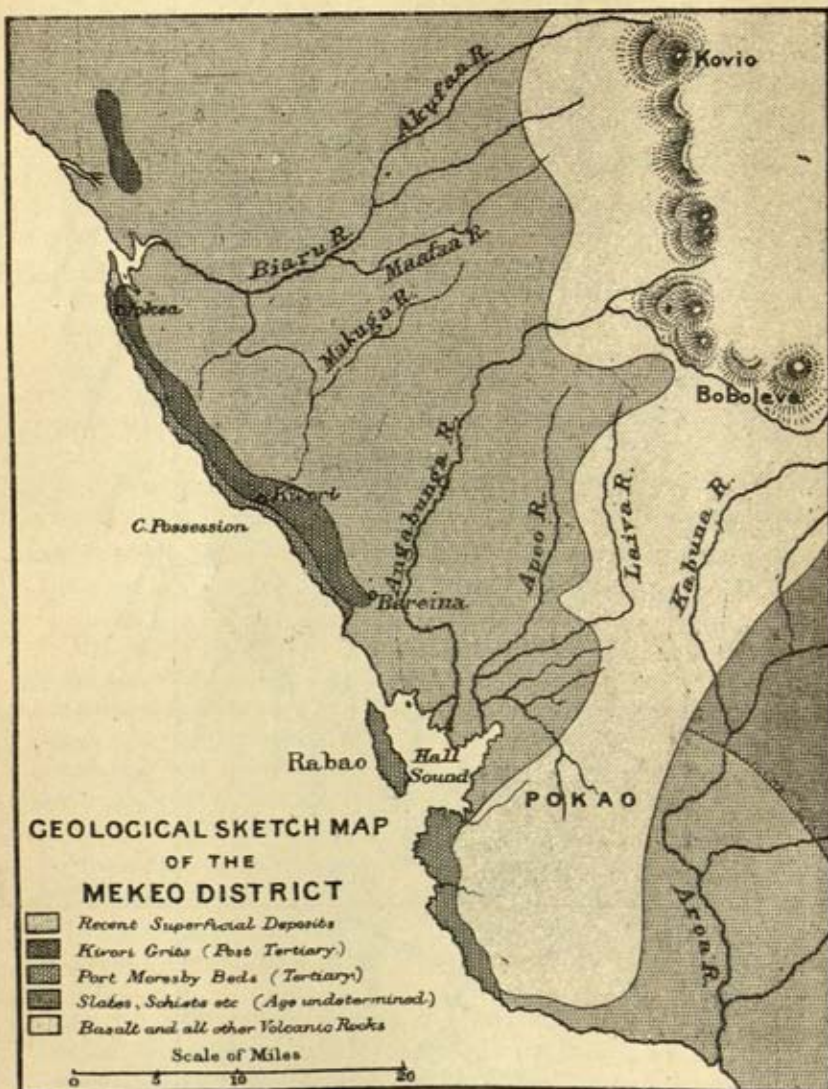 Kovio
Akufaa R.
Biaru R.
Maafaa R.
Makuga R.
Boboleva
Angabunga R.
Apeo R.
Laiva R.
Kabuna R.
Kivori
C. Possession
Bereina
Rabao
Hall
Sound
POKAO
Aroa R.
GEOLOGICAL SKETCH MAP
OF THE
MEKEO DISTRICT
Recent Superficial Deposits
Kivori Grits (Post Tertiary)
Port Moresby Beds (Tertiary)
Slates, Schists etc (Age undetermined)
Basalt and all other Volcanic Rocks
Scale of Miles
0 5 10 20